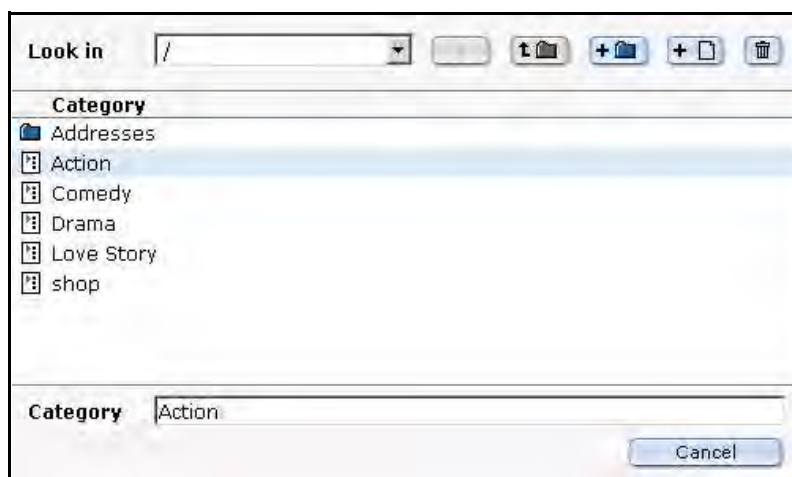 Look in /
Category
Addresses
Action
Comedy
Drama
Love Story
shop
Category Action
Cancel